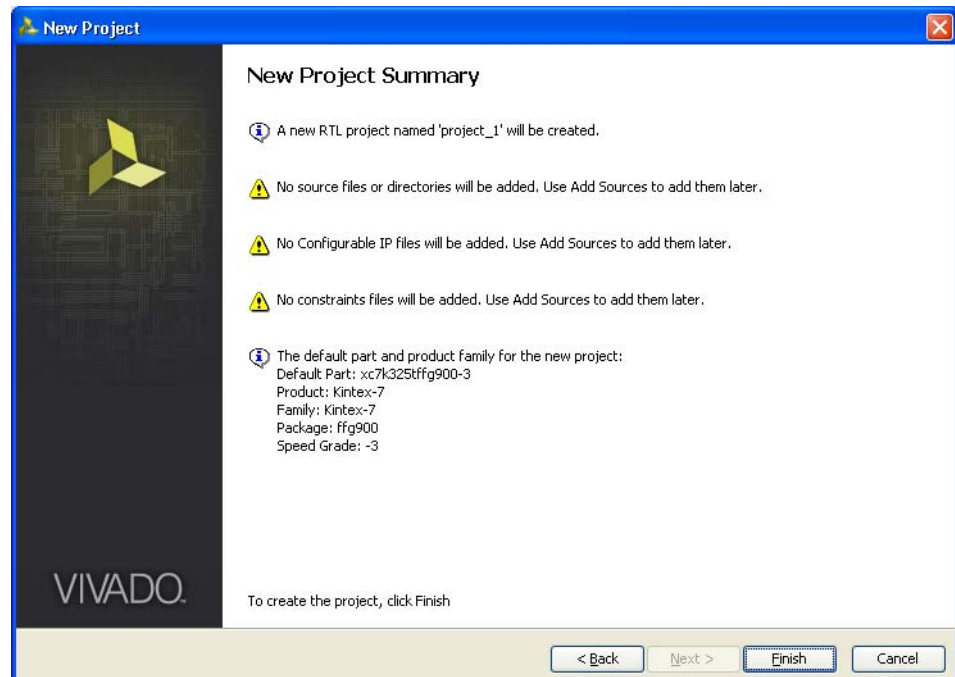 New Project
New Project Summary
A new RTL project named 'project_1' will be created.
No source files or directories will be added. Use Add Sources to add them later.
No Configurable IP files will be added. Use Add Sources to add them later.
No constraints files will be added. Use Add Sources to add them later.
The default part and product family for the new project:
Default Part: xc7k325tffg900-3
Product: Kintex-7
Family: Kintex-7
Package: ffg900
Speed Grade: -3
VIVADO™
To create the project, click Finish
< Back
Next >
Finish
Cancel